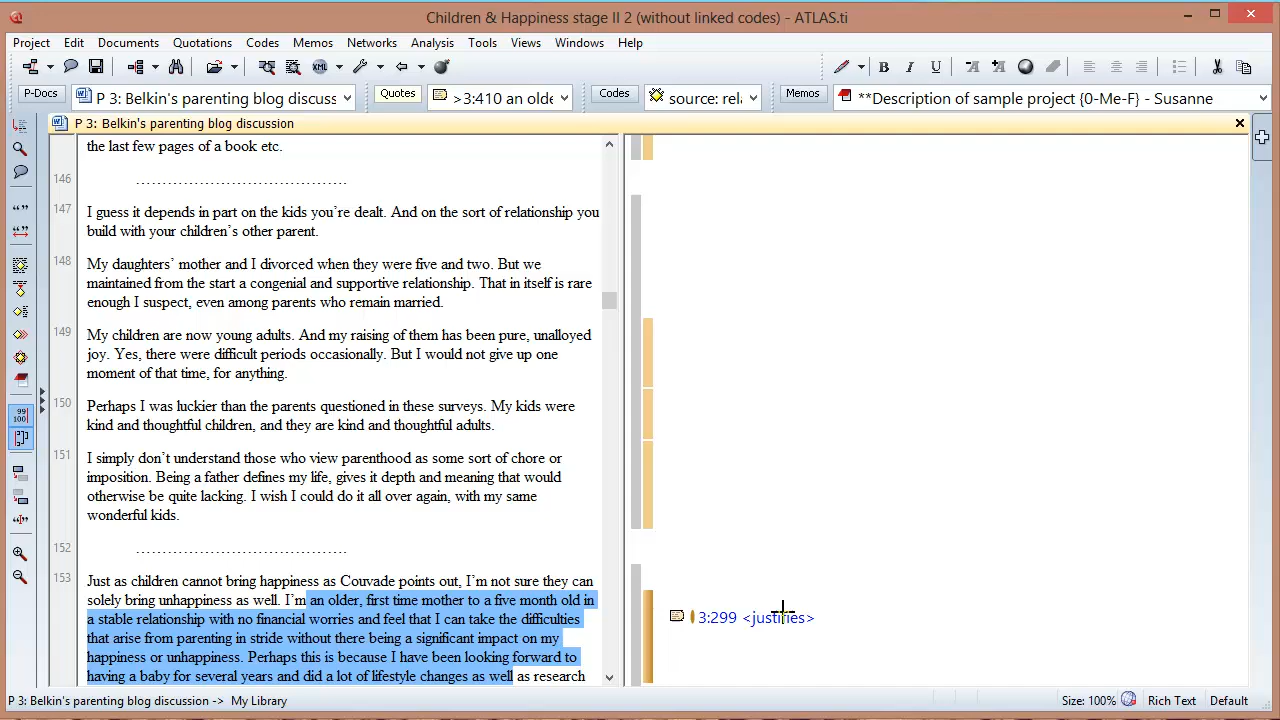 Children & Happiness stage II 2 (without linked codes) - ATLAS.ti
Project Edit Documents Quotations Codes Memos Networks Analysis Tools Views Windows Help
XML B I U A A
P-Docs P 3: Belkin's parenting blog discuss Quotes >3:410 an olde Codes source: rel Memos **Description of sample project {0-Me-F} - Susanne
P 3: Belkin's parenting blog discussion
the last few pages of a book etc.
146 ..........................................
147 I guess it depends in part on the kids you're dealt. And on the sort of relationship you
build with your children's other parent.
148 My daughters' mother and I divorced when they were five and two. But we
maintained from the start a congenial and supportive relationship. That in itself is rare
enough I suspect, even among parents who remain married.
149 My children are now young adults. And my raising of them has been pure, unalloyed
joy. Yes, there were difficult periods occasionally. But I would not give up one
moment of that time, for anything.
150 Perhaps I was luckier than the parents questioned in these surveys. My kids were
kind and thoughtful children, and they are kind and thoughtful adults.
151 I simply don't understand those who view parenthood as some sort of chore or
imposition. Being a father defines my life, gives it depth and meaning that would
otherwise be quite lacking. I wish I could do it all over again, with my same
wonderful kids.
152 ..........................................
153 Just as children cannot bring happiness as Couvade points out, I'm not sure they can
solely bring unhappiness as well. I'm an older, first time mother to a five month old in
a stable relationship with no financial worries and feel that I can take the difficulties
that arise from parenting in stride without there being a significant impact on my
happiness or unhappiness. Perhaps this is because I have been looking forward to
having a baby for several years and did a lot of lifestyle changes as well as research
3:299 <justifies>
P 3: Belkin's parenting blog discussion -> My Library Size: 100% Rich Text Default